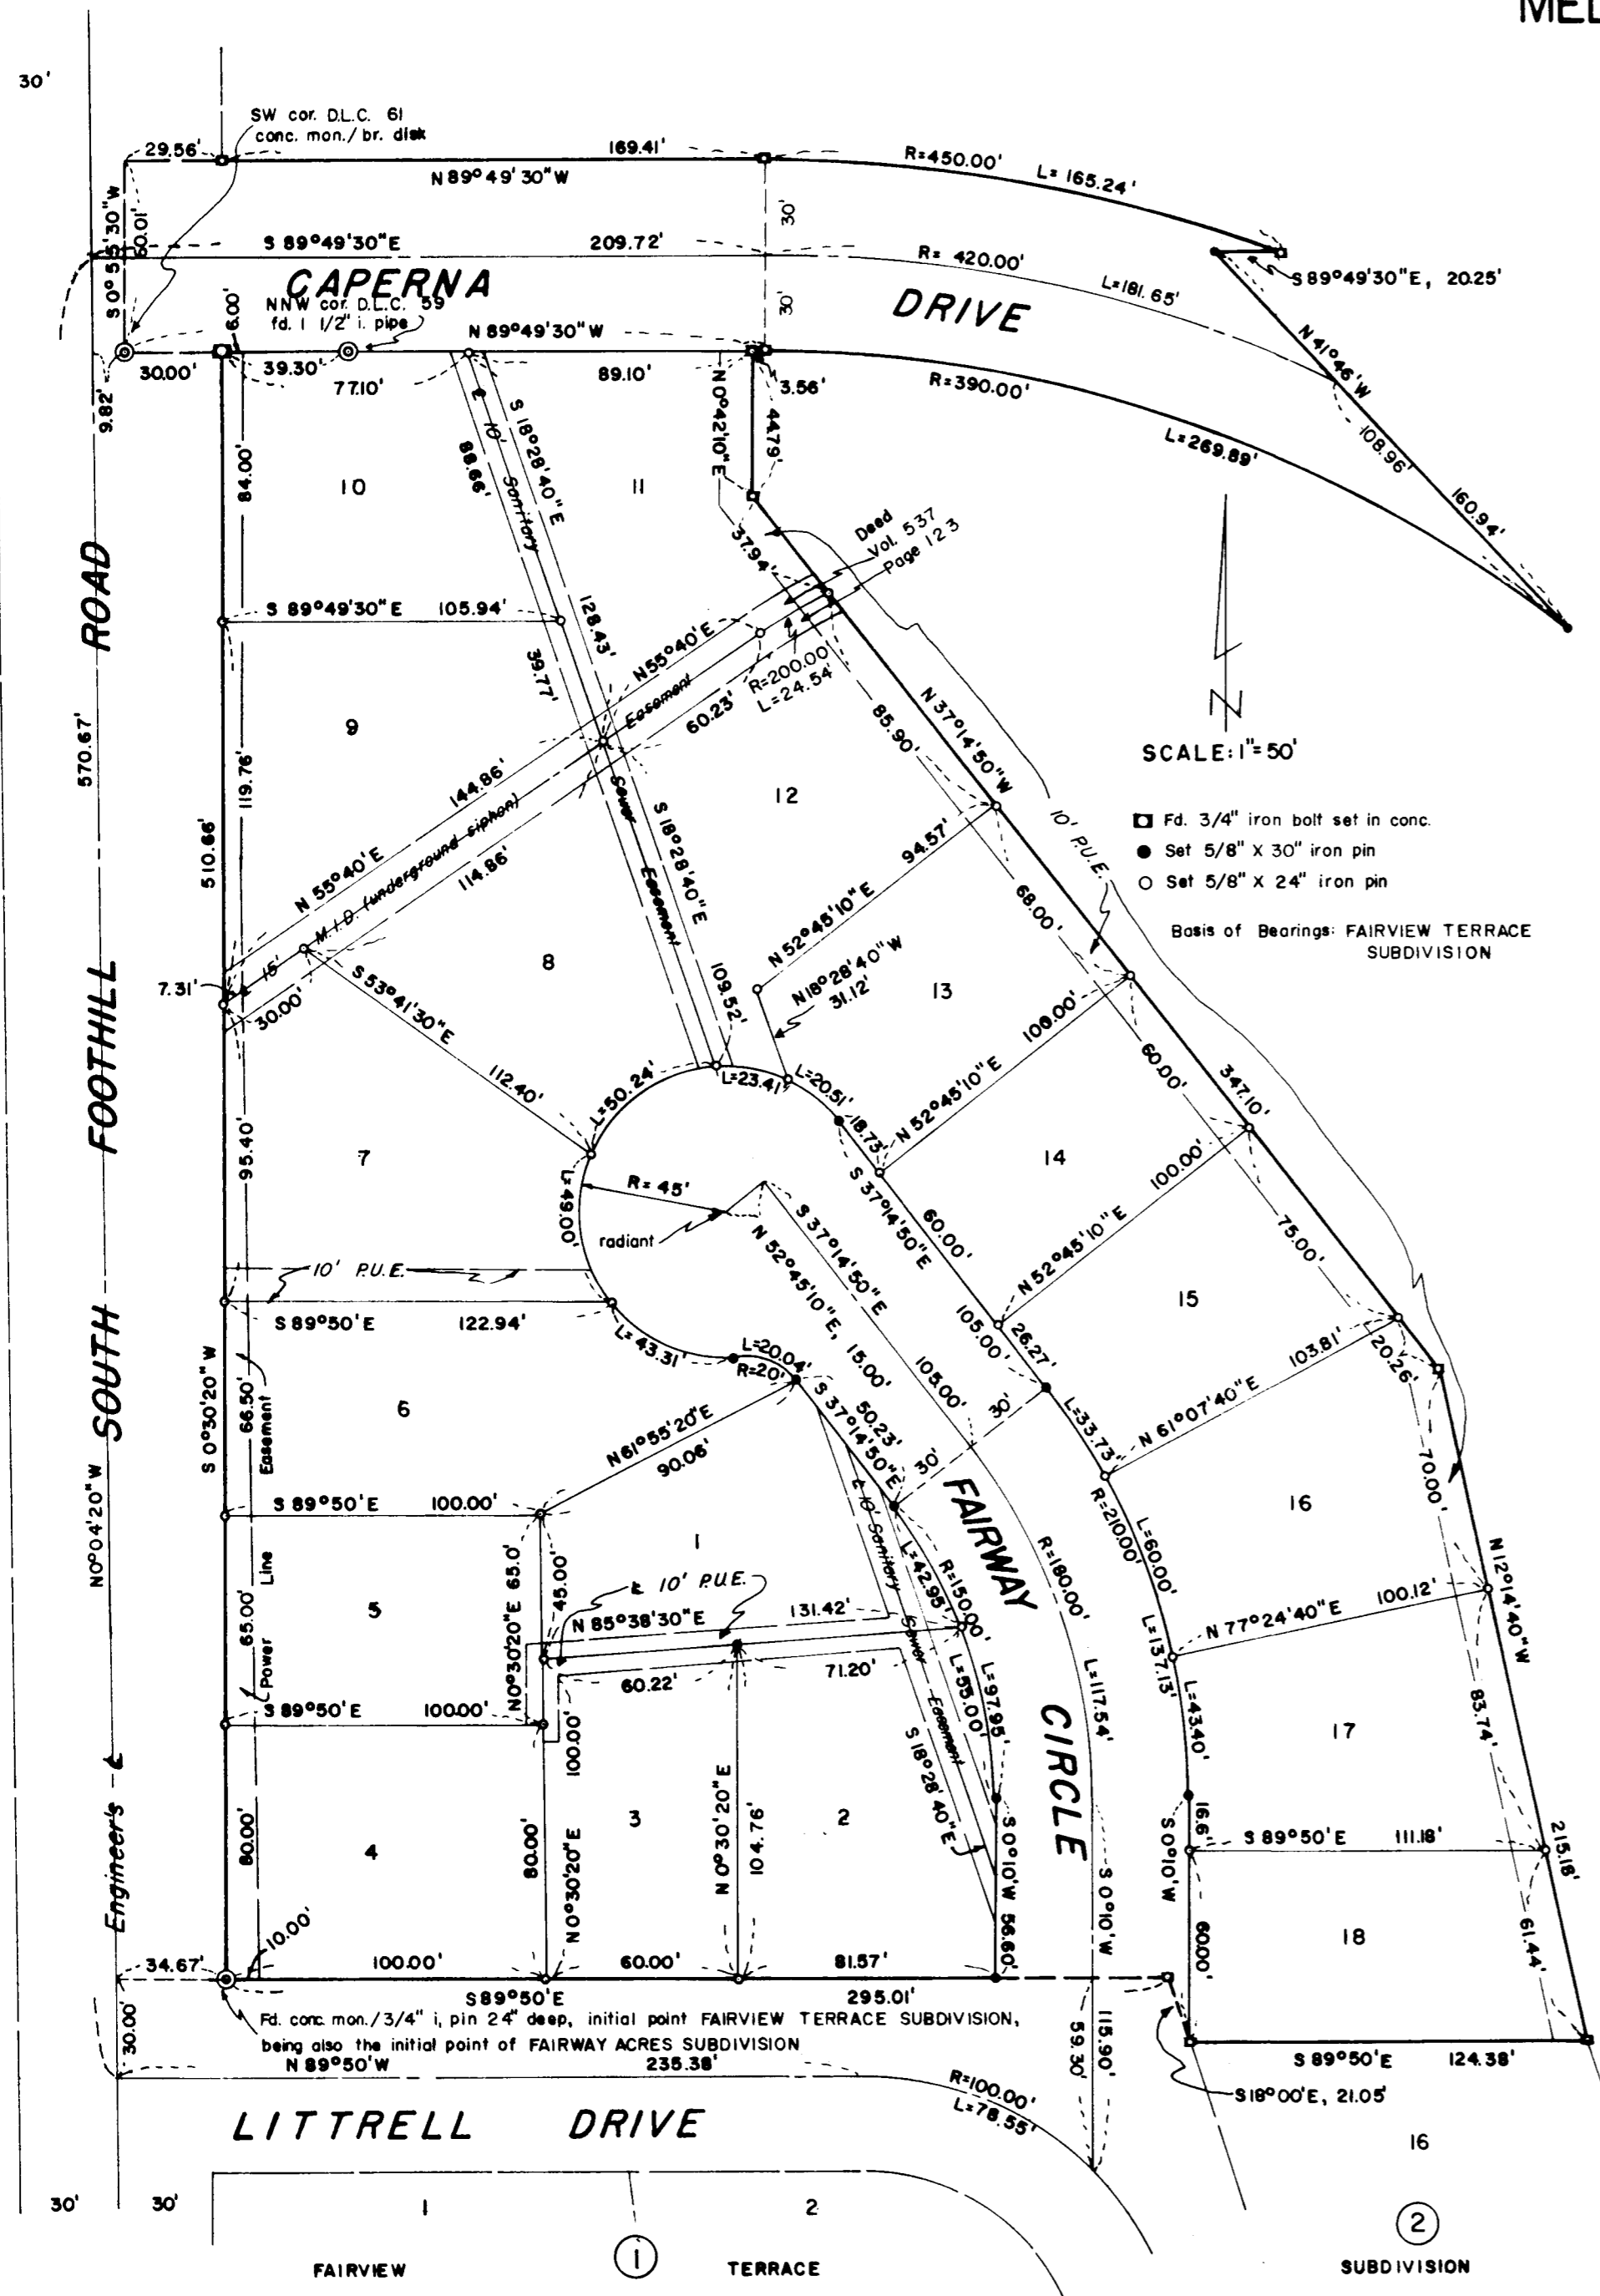 MED
30'
SW cor. D.L.C. 61
conc. mon./ br. disk
29.56'
169.41'
N 89° 49' 30" W
R=450.00'
L= 165.24'
60.01'
S 89°49'30"E
209.72'
30'
R= 420.00'
L=181.65'
S 89°49'30"E, 20.25'
CAPERNA
DRIVE
NNW cor. D.L.C. 59
fd. 1 1/2" i. pipe
6.00'
N 89°49'30"W
30'
N 41°46'W
30.00'
39.30'
77.10'
89.10'
3.56'
R=390.00'
L=269.89'
108.96'
160.94'
9.82'
84.00'
10
88.66'
℄ 10' Sanitary
S 18°28'40"E
11
N 0°42'10"E
44.79'
37.94'
Deed
Vol. 537
Page 123
S 89°49'30"E 105.94'
128.43'
39.77'
N55°40'E
Easement
60.23'
R=200.00'
L=24.54'
85.90'
N 37°14'50"W
N
SCALE: 1"=50'
Fd. 3/4" iron bolt set in conc.
Set 5/8" X 30" iron pin
Set 5/8" X 24" iron pin
Basis of Bearings: FAIRVIEW TERRACE
SUBDIVISION
SOUTH FOOTHILL ROAD
570.67'
510.66'
119.76'
9
144.86'
N 55°40'E
M.I.D. (underground siphon)
114.86'
Sewer
Easement
S 18°28'40"E
12
94.57'
N 52°45'10"E
68.00'
10' P.U.E.
8
7.31'
15'
30.00'
S 53°41'30"E
112.40'
109.52'
N18°28'40"W
31.12'
13
100.00'
N 52°45'10"E
60.00'
347.10'
95.40'
7
L=50.24'
L=23.41'
L=20.51'
18.73'
L=49.00'
R= 45'
radiant
S 37°14'50"E
60.00'
14
100.00'
N 52°45'10"E
75.00'
S 37°14'50"E
N 52°45'10"E, 15.00'
105.00'
10' P.U.E.
S 89°50'E 122.94'
L=43.31'
L=20.04'
R=20'
105.00'
26.27'
15
103.81'
N 61°07'40"E
20.26'
S 0°30'20" W
66.50'
Easement
6
N61°55'20"E
90.06'
50.23'
S 37°14'50"E
30'
30'
L=33.73'
70.00'
N0°04'20"W
S 89°50'E 100.00'
1
℄ 10' Sanitary
FAIRWAY
CIRCLE
R=210.00'
L=60.00'
16
N 12°14'40"W
65.00'
Power Line
5
N0°30'20"E 65.0'
45.00'
℄ 10' P.U.E.
N 85°38'30"E 131.42'
L=42.95'
R=150.00'
R=180.00'
L=117.54'
N 77°24'40"E 100.12'
L=137.13'
60.22'
71.20'
Sewer
Easement
L=55.00'
L=97.95'
L=43.40'
83.74'
S 89°50'E 100.00'
100.00'
17
Engineer's ℄
80.00'
4
80.00'
N0°30'20"E
3
N 0°30'20"E
104.76'
2
S 18°28'40"E
S 0°10'W 56.60'
S 0°10'W
S 0°10'W
16.6'
S 89°50'E 111.18'
215.18'
10.00'
60.00'
18
61.44'
34.67'
100.00'
60.00'
81.57'
S89°50'E
295.01'
Fd. conc. mon./3/4" i, pin 24" deep, initial point FAIRVIEW TERRACE SUBDIVISION,
being also the initial point of FAIRWAY ACRES SUBDIVISION
30.00'
N 89°50'W
235.38'
59.30'
115.90'
S 89°50'E 124.38'
S18°00'E, 21.05'
R=100.00'
L=78.55'
LITTRELL DRIVE
16
30'
30'
1
2
2
1
FAIRVIEW
TERRACE
SUBDIVISION